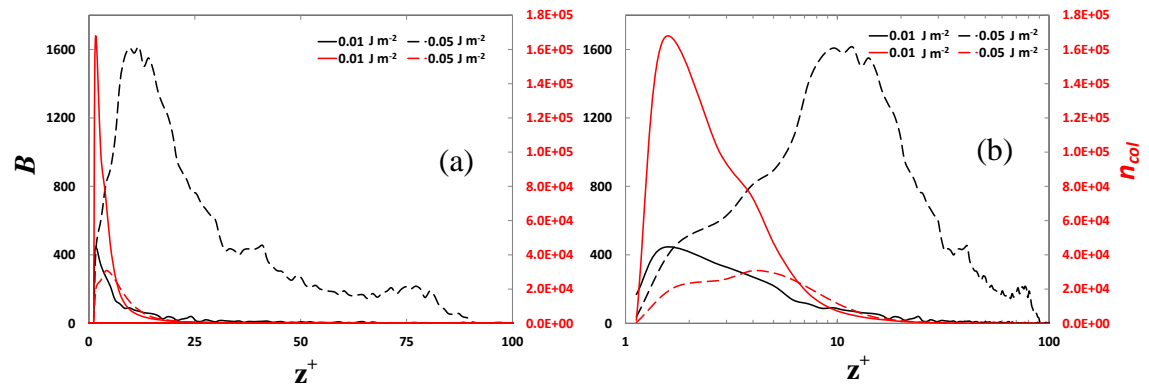 1600
1200
800
400
0
B
0.01 J m-2
0.05 J m-2
0.01 J m-2
0.05 J m-2
(a)
1.8E+05
1.6E+05
1.4E+05
1.2E+05
1.0E+05
8.0E+04
6.0E+04
4.0E+04
2.0E+04
0.0E+00
0
25
50
75
100
z+
1600
1200
800
400
0
0.01 J m-2
0.05 J m-2
0.01 J m-2
0.05 J m-2
(b)
1.8E+05
1.6E+05
1.4E+05
1.2E+05
1.0E+05
8.0E+04
6.0E+04
4.0E+04
2.0E+04
0.0E+00
n_col
1
10
100
z+